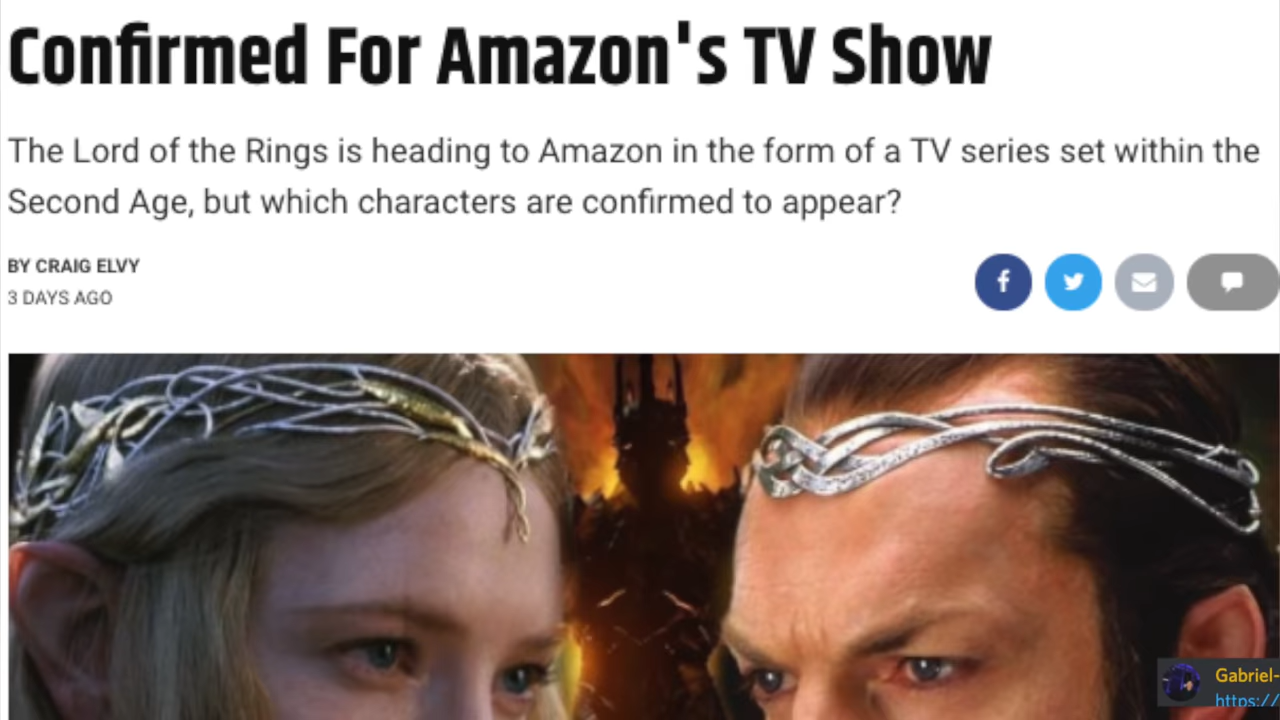 Confirmed For Amazon's TV Show
The Lord of the Rings is heading to Amazon in the form of a TV series set within the
Second Age, but which characters are confirmed to appear?
BY CRAIG ELVY
3 DAYS AGO
Gabriel-
https://